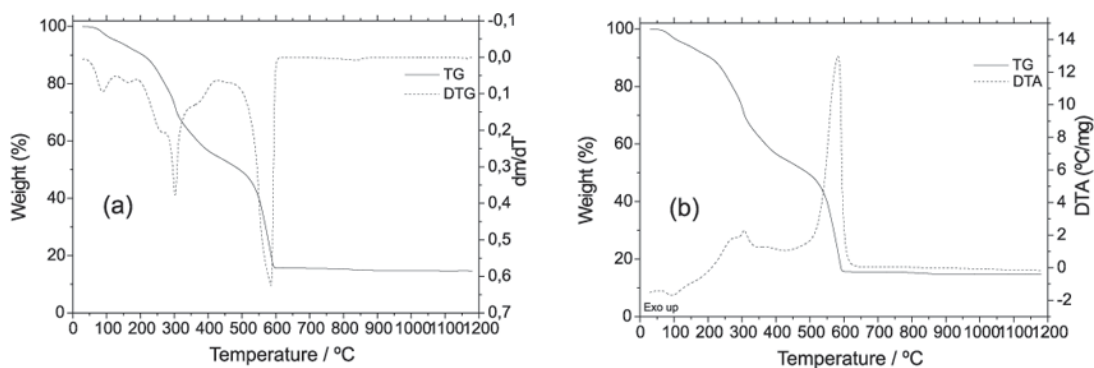 100
80
60
40
20
0
Weight (%)
-0,1
0,0
0,1
0,2
0,3
0,4
0,5
0,6
0,7
dm/dT
TG
DTG
(a)
0 100 200 300 400 500 600 700 800 900 1000 1100 1200
Temperature / ºC
100
80
60
40
20
0
Weight (%)
14
12
10
8
6
4
2
0
-2
DTA (ºC/mg)
TG
DTA
(b)
Exo up
0 100 200 300 400 500 600 700 800 900 1000 1100 1200
Temperature / ºC